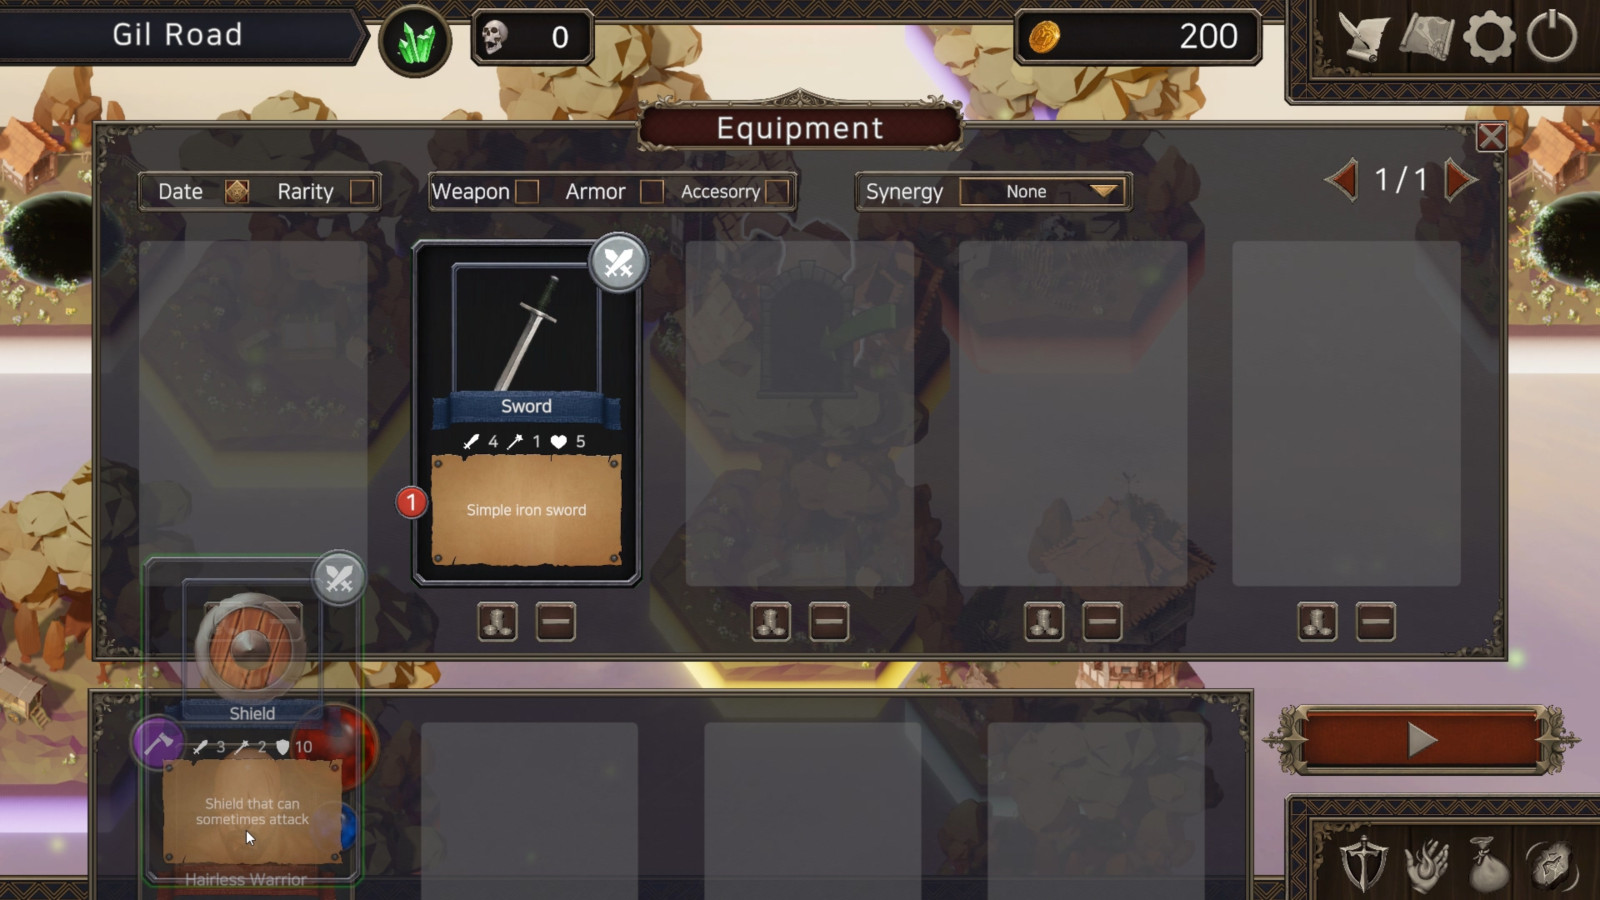 Gil Road
0
200
Equipment
Date
Rarity
Weapon
Armor
Accesorry
Synergy
None
1/1
Sword
4 1 5
1
Simple iron sword
Shield
3 2 10
Shield that can
sometimes attack
Hairless Warrior